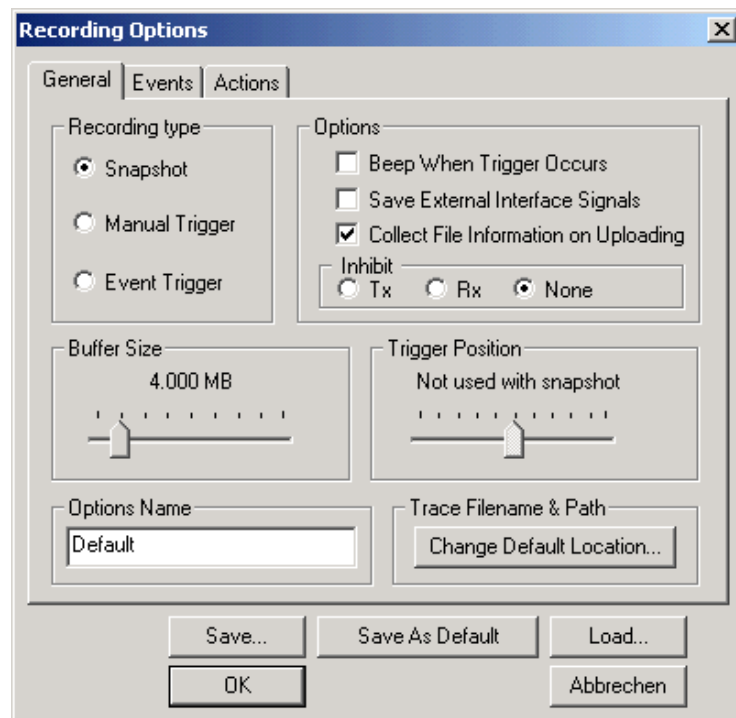 Recording Options
General Events Actions
Recording type
Snapshot
Manual Trigger
Event Trigger
Options
Beep When Trigger Occurs
Save External Interface Signals
Collect File Information on Uploading
Inhibit
Tx Rx None
Buffer Size
4.000 MB
Trigger Position
Not used with snapshot
Options Name
Default
Trace Filename & Path
Change Default Location...
Save... Save As Default Load...
OK Abbrechen